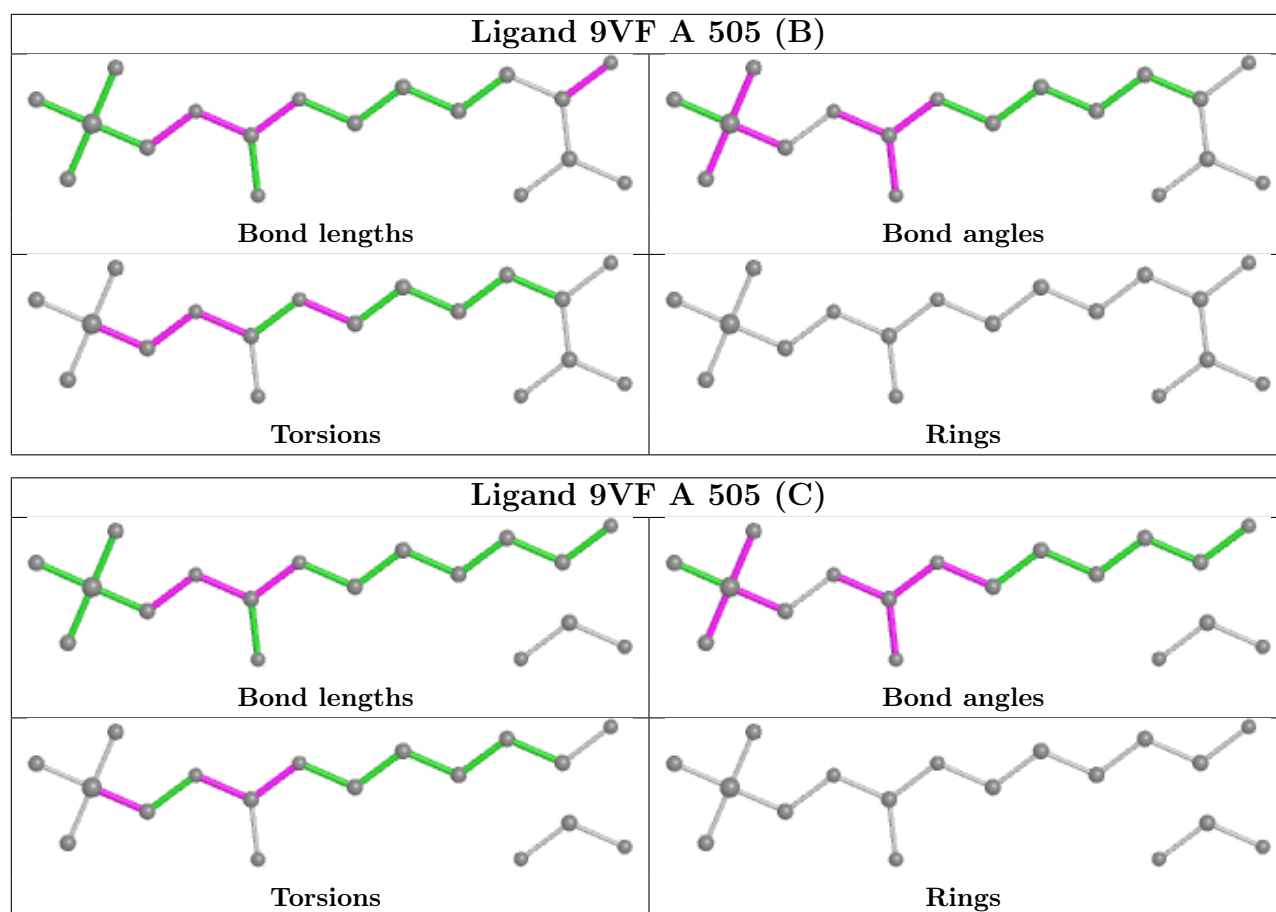 Ligand 9VF A 505 (B)
Bond lengths
Bond angles
Torsions
Rings
Ligand 9VF A 505 (C)
Bond lengths
Bond angles
Torsions
Rings